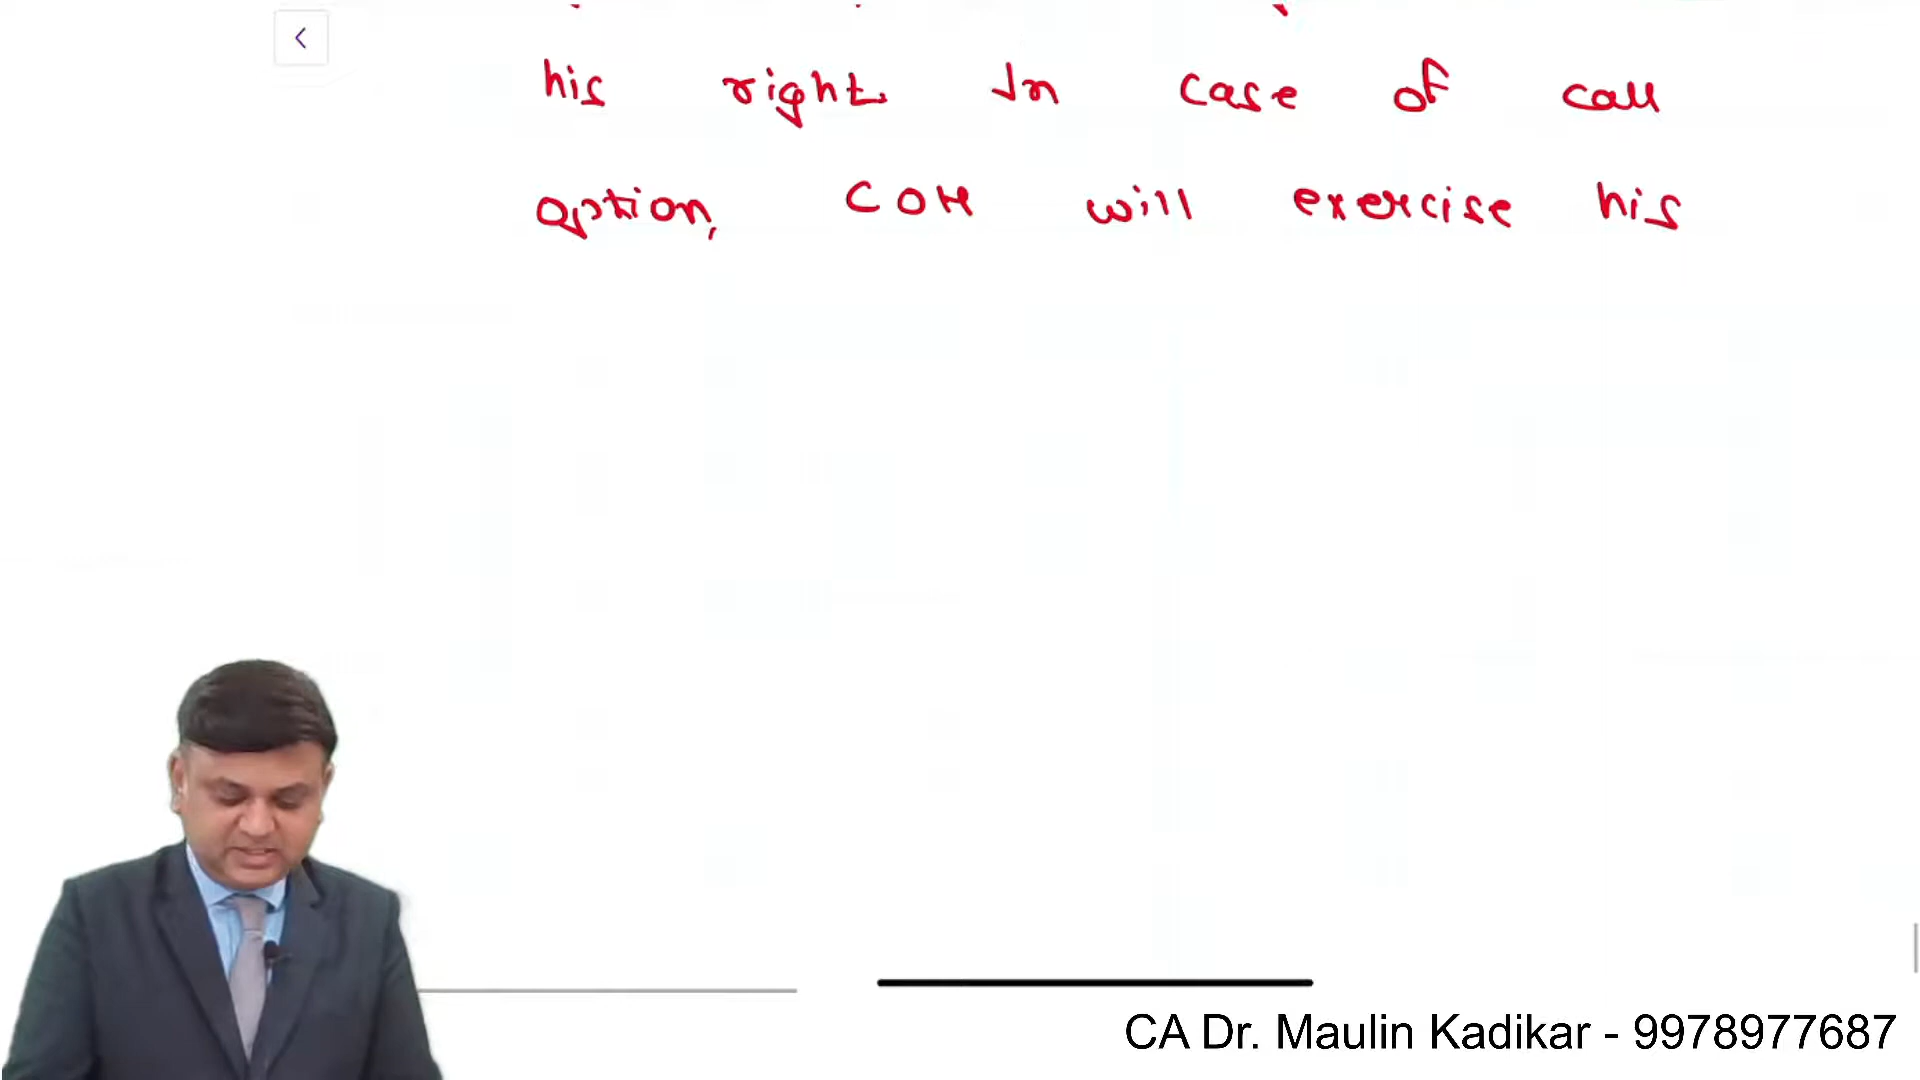 his right. In case of call
option, COH will exercise his
CA Dr. Maulin Kadikar - 9978977687